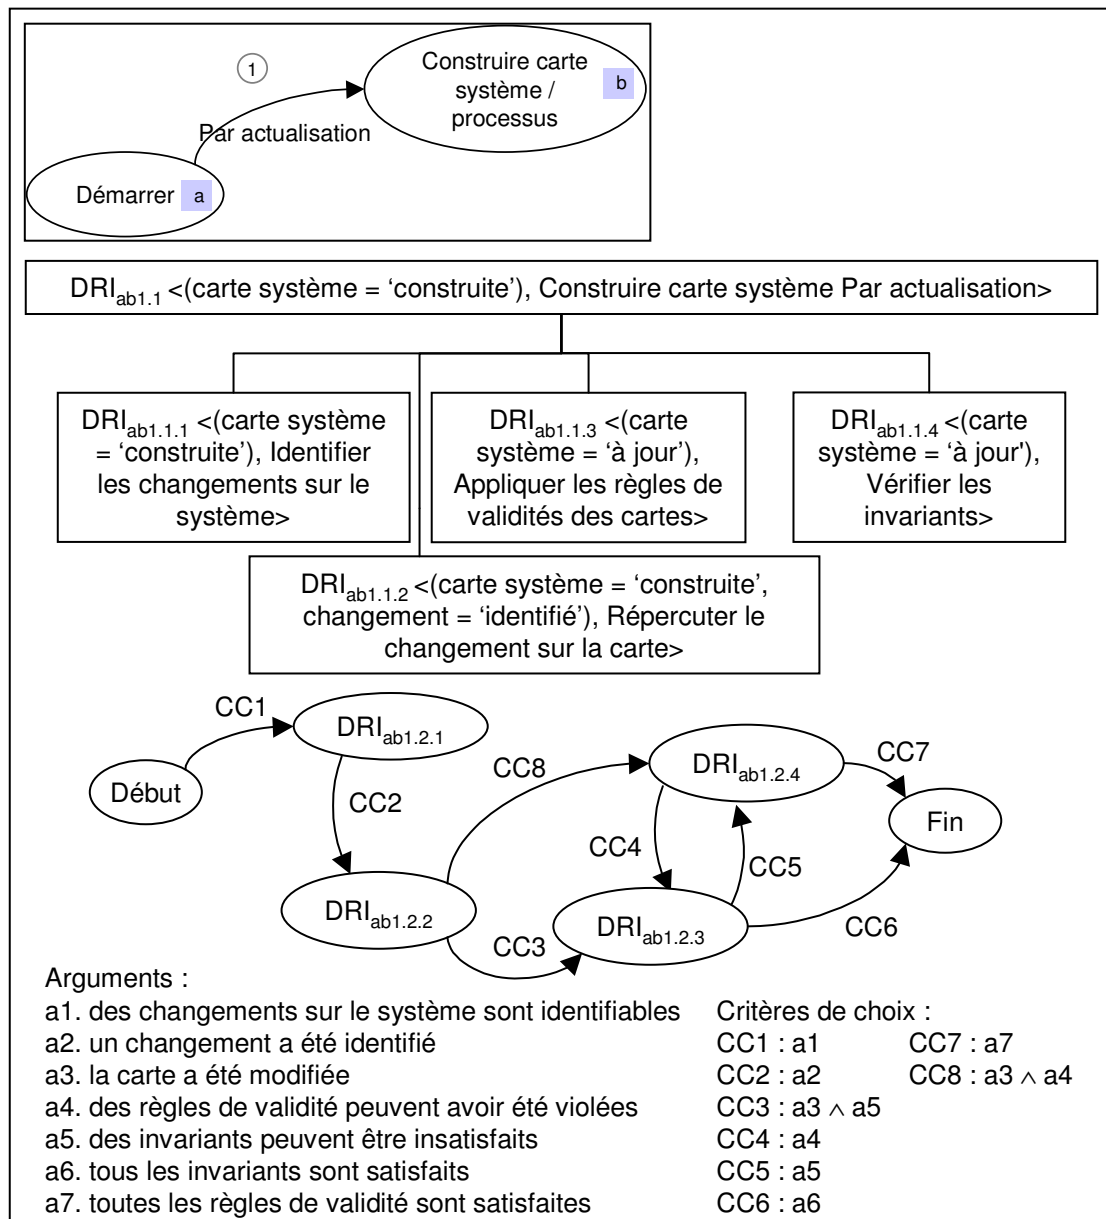 1
Construire carte
système /
processus
b
Par actualisation
Démarrer
a
DRIab1.1 <(carte système = ‘construite’), Construire carte système Par actualisation>
DRIab1.1.1 <(carte système
= ‘construite’), Identifier
les changements sur le
système>
DRIab1.1.3 <(carte
système = ‘à jour’),
Appliquer les règles de
validités des cartes>
DRIab1.1.4 <(carte
système = ‘à jour'),
Vérifier les
invariants>
DRIab1.1.2 <(carte système = ‘construite’,
changement = ‘identifié’), Répercuter le
changement sur la carte>
CC1
DRIab1.2.1
Début
CC2
CC8
DRIab1.2.4
CC7
Fin
CC4
CC5
DRIab1.2.2
CC3
DRIab1.2.3
CC6
Arguments :
a1. des changements sur le système sont identifiables
a2. un changement a été identifié
a3. la carte a été modifiée
a4. des règles de validité peuvent avoir été violées
a5. des invariants peuvent être insatisfaits
a6. tous les invariants sont satisfaits
a7. toutes les règles de validité sont satisfaites
Critères de choix :
CC1 : a1
CC2 : a2
CC3 : a3 ∧ a5
CC4 : a4
CC5 : a5
CC6 : a6
CC7 : a7
CC8 : a3 ∧ a4